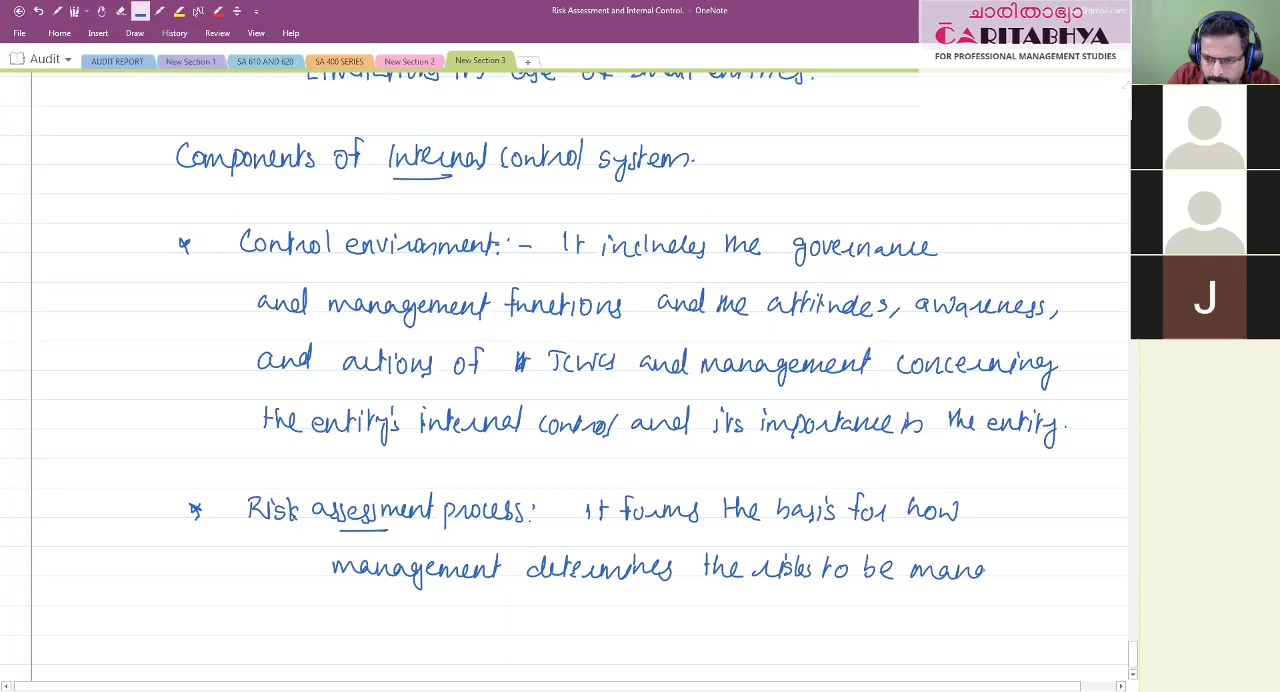 Risk Assessment and Internal Control. - OneNote
@gmail.com
File Home Insert Draw History Review View Help
ചാരിതാഭ്യാ
CARITABHYA
FOR PROFESSIONAL MANAGEMENT STUDIES
Audit
AUDIT REPORT New Section 1 SA 610 AND 620 SA 400 SERIES New Section 2 New Section 3 +
Components of Internal control system.
* Control environment:- It includes the governance
and management functions and the attitudes, awareness,
and actions of TCWG and management concerning
the entity's internal control and its importance to the entity.
* Risk assessment process: It forms the basis for how
management determines the risks to be mana
J